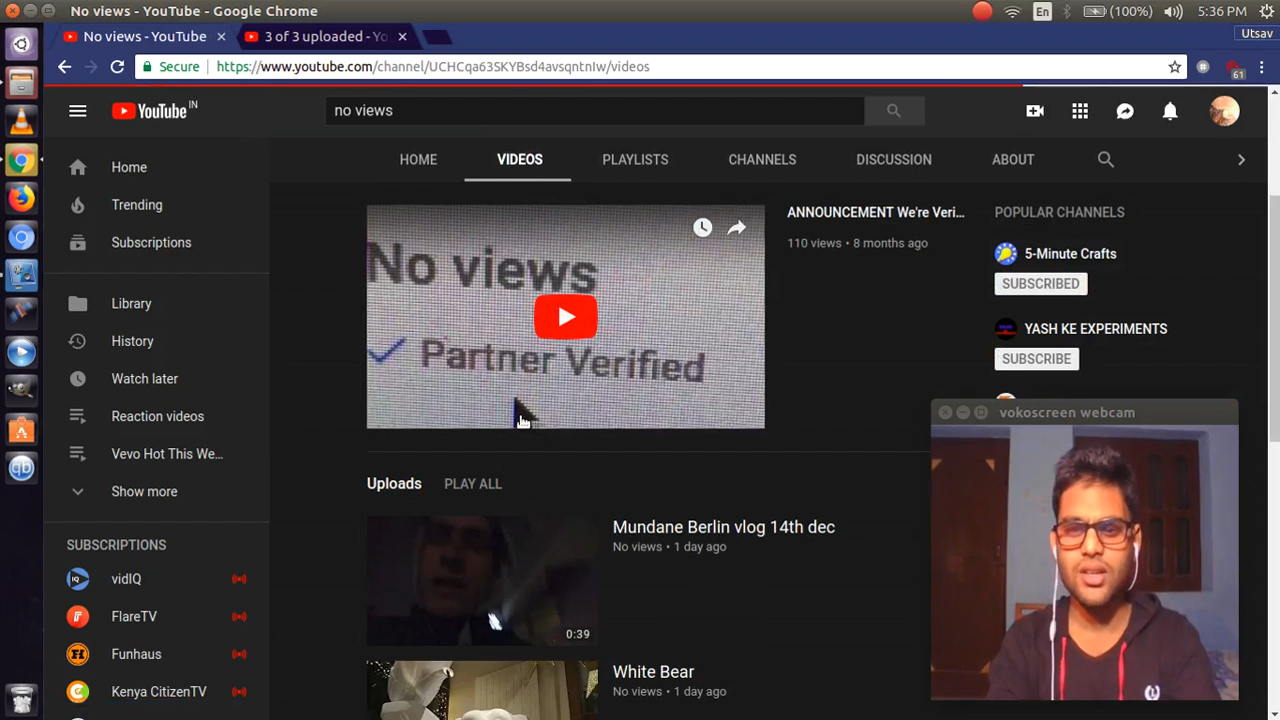 No views - YouTube - Google Chrome
En
(100%)
5:36 PM
No views - YouTube
3 of 3 uploaded - Yo
Utsav
Secure
https://www.youtube.com/channel/UCHCqa63SKYBsd4avsqntnIw/videos
61
YouTube IN
no views
HOME
VIDEOS
PLAYLISTS
CHANNELS
DISCUSSION
ABOUT
Home
Trending
Subscriptions
Library
History
Watch later
Reaction videos
Vevo Hot This We...
Show more
SUBSCRIPTIONS
vidIQ
FlareTV
Funhaus
Kenya CitizenTV
No views
Partner Verified
ANNOUNCEMENT We're Veri...
110 views • 8 months ago
Uploads
PLAY ALL
Mundane Berlin vlog 14th dec
No views • 1 day ago
0:39
White Bear
No views • 1 day ago
POPULAR CHANNELS
5-Minute Crafts
SUBSCRIBED
YASH KE EXPERIMENTS
SUBSCRIBE
vokoscreen webcam
qb